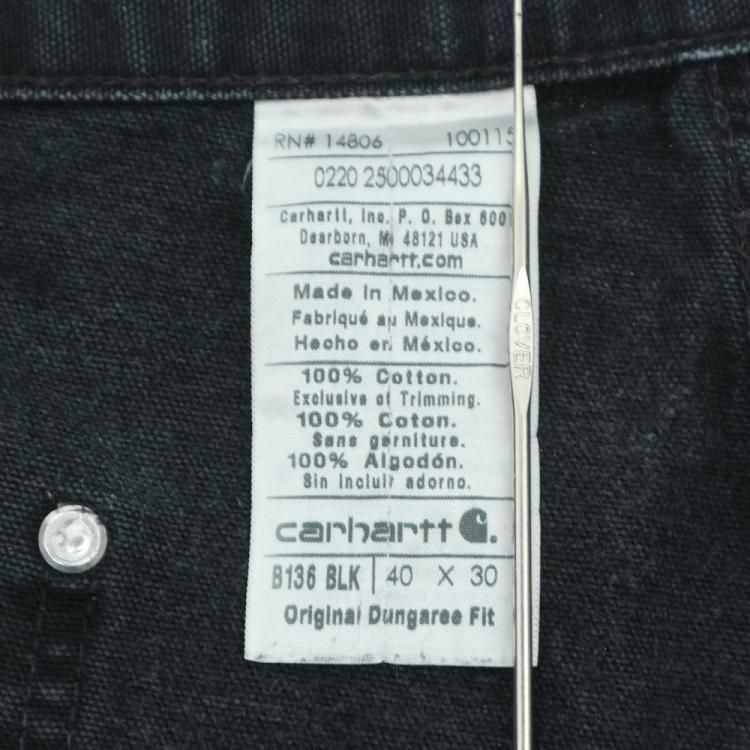 RN# 14806 100115
0220 2500034433
Carhartt, Inc. P. O. Box 600
Dearborn, MI 48121 USA
carhartt.com
Made in Mexico.
Fabriqué au Mexique.
Hecho en México.
100% Cotton.
Exclusive of Trimming.
100% Coton.
Sans garniture.
100% Algodón.
Sin incluir adorno.
carhartt
B136 BLK 40 X 30
Original Dungaree Fit
CLOVER